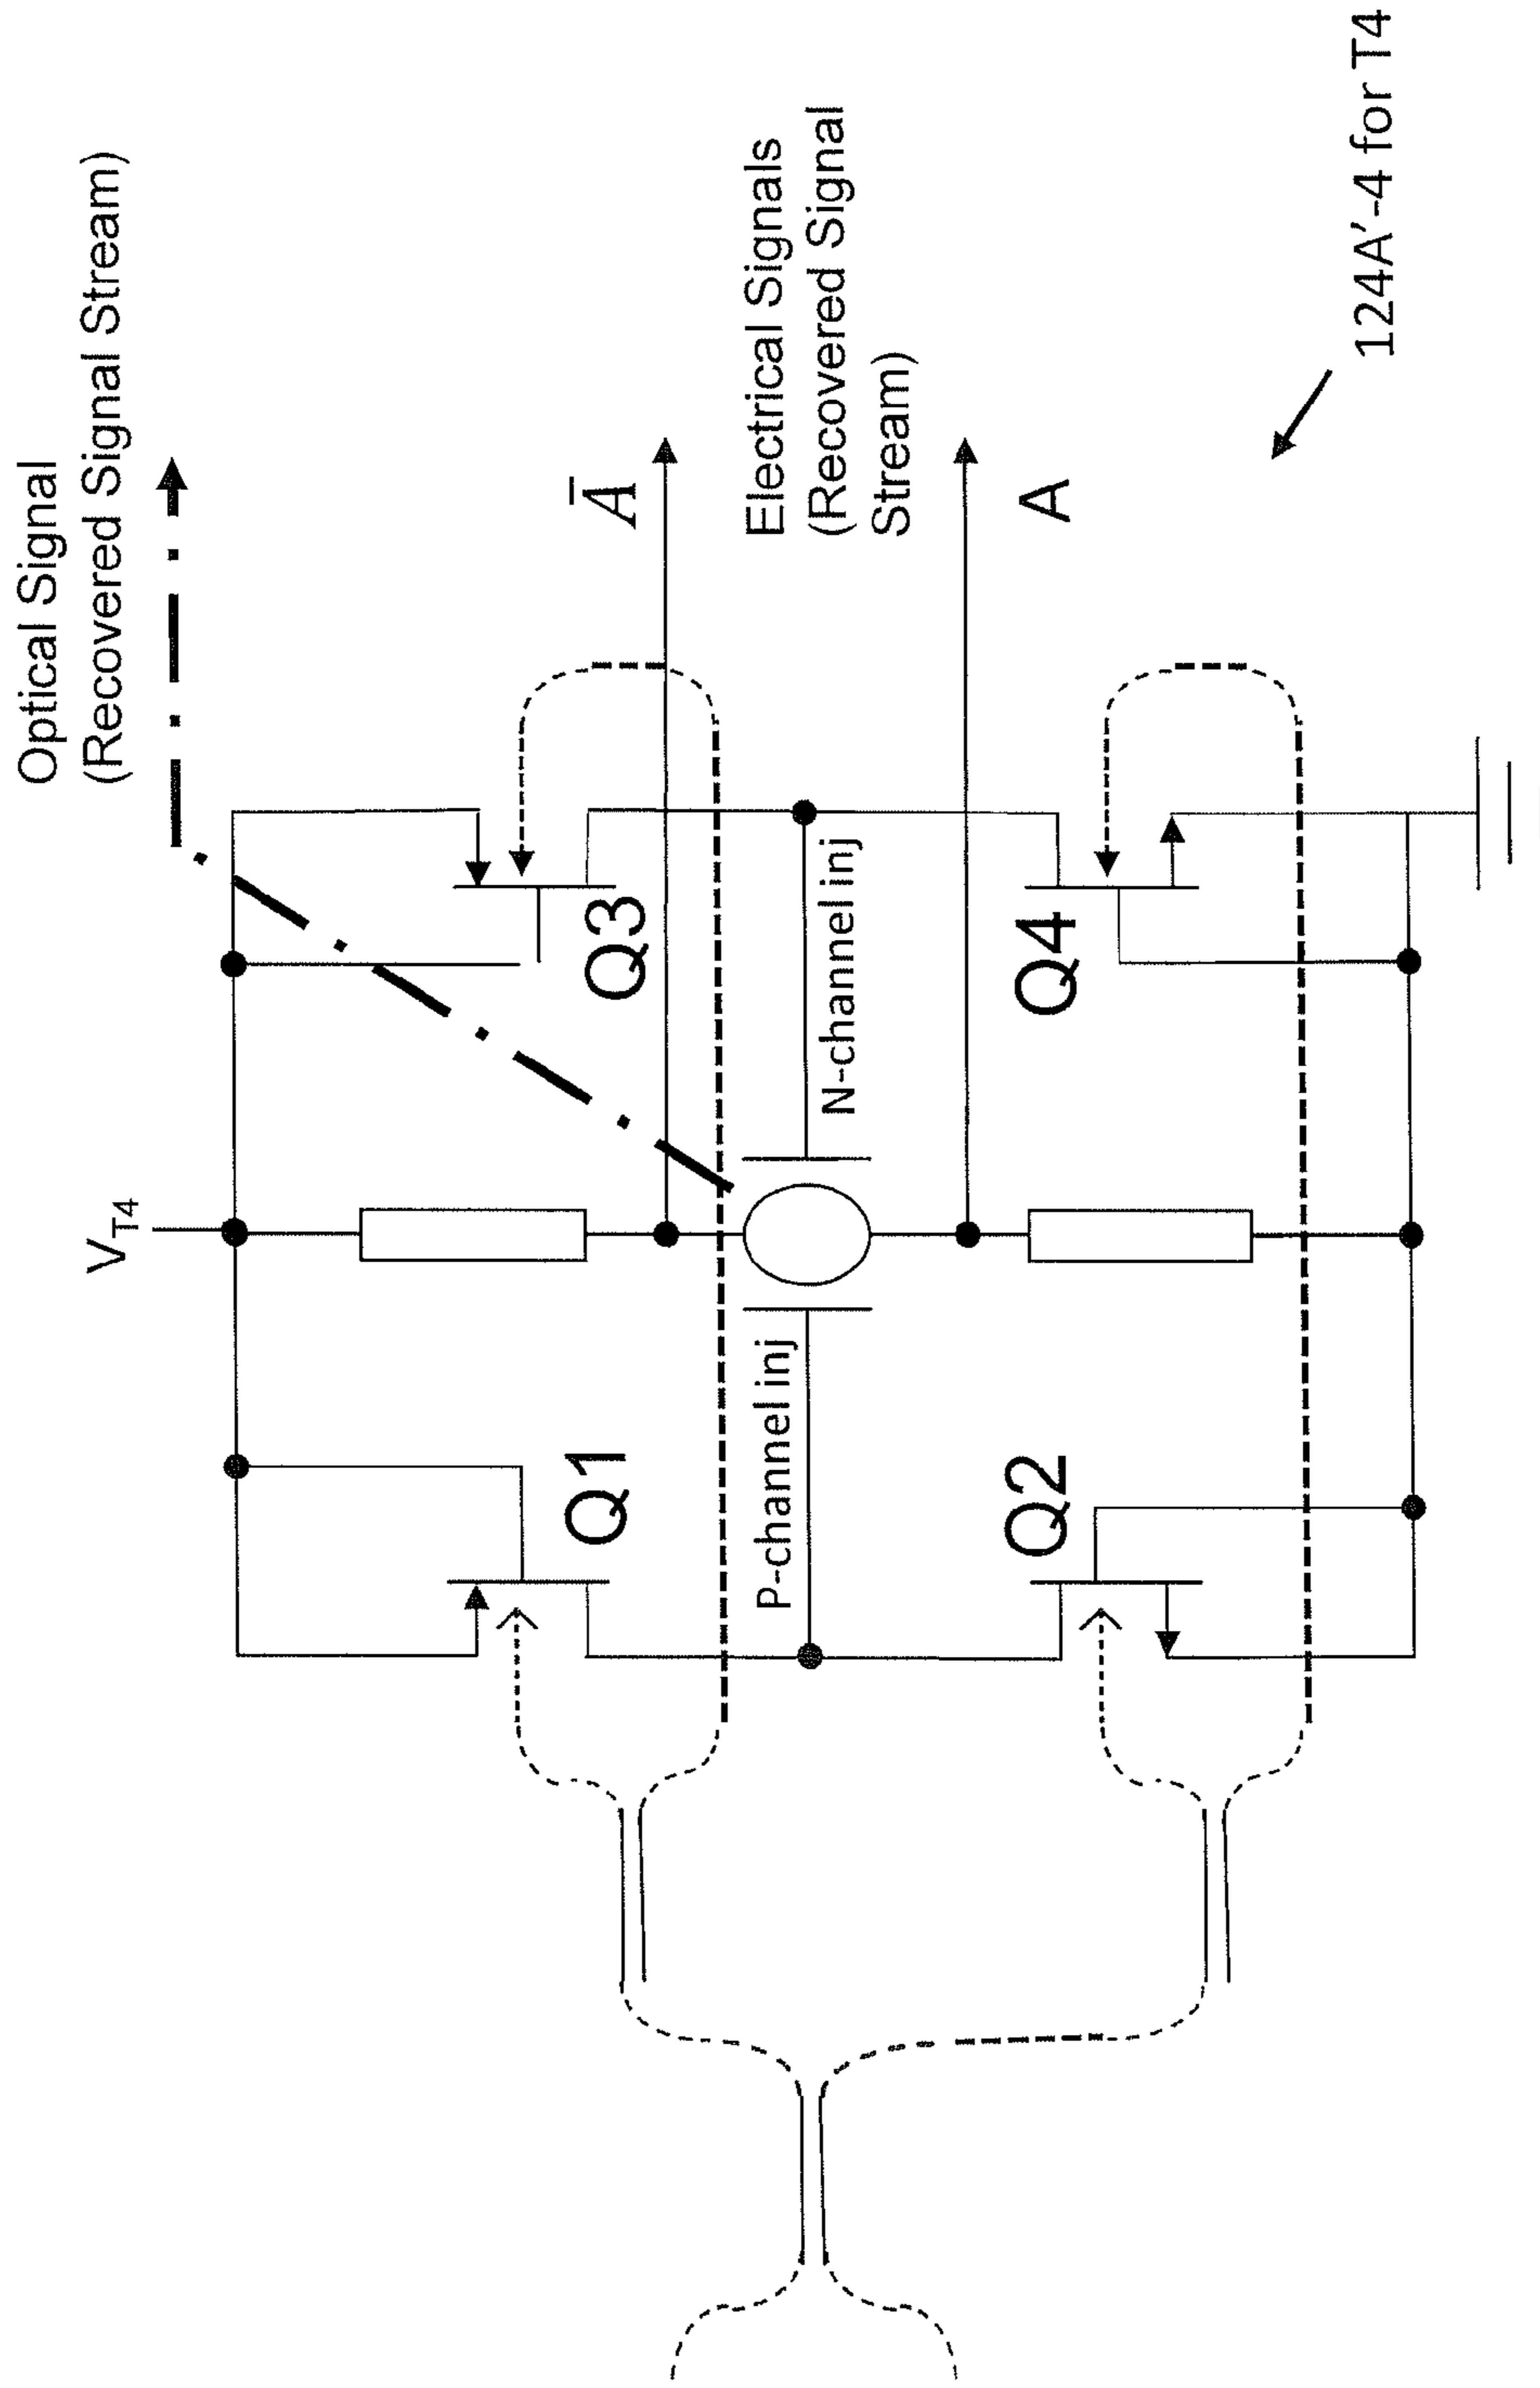 Optical Signal
(Recovered Signal Stream)
V_T4
Q1
Q3
Ā
P-channel inj
N-channel inj
Electrical Signals
(Recovered Signal
Stream)
Q2
Q4
A
124A'-4 for T4